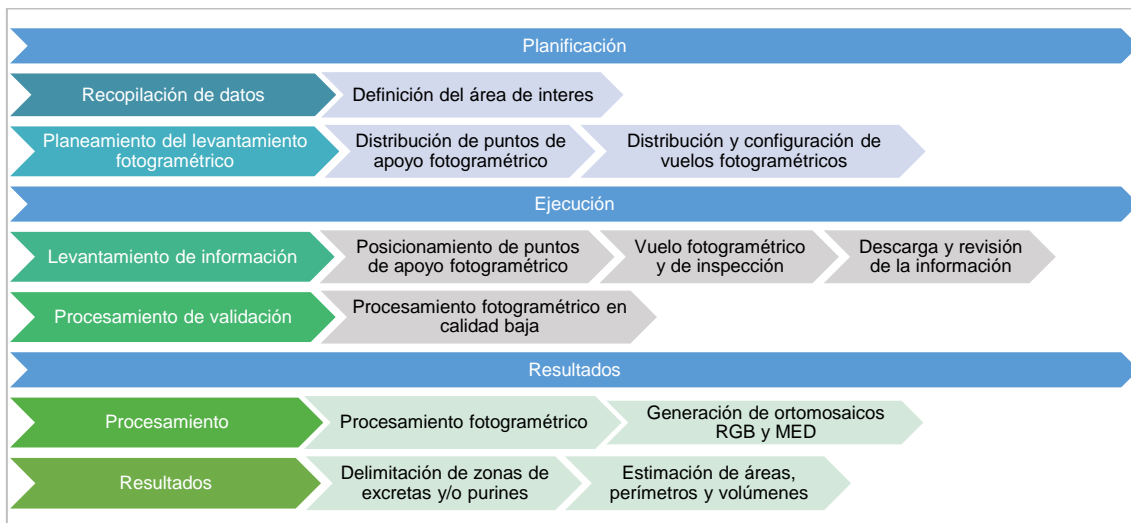 Planificación
Recopilación de datos
Definición del área de interes
Planeamiento del levantamiento
fotogramétrico
Distribución de puntos de
apoyo fotogramétrico
Distribución y configuración de
vuelos fotogramétricos
Ejecución
Levantamiento de información
Posicionamiento de puntos
de apoyo fotogramétrico
Vuelo fotogramétrico
y de inspección
Descarga y revisión
de la información
Procesamiento de validación
Procesamiento fotogramétrico en
calidad baja
Resultados
Procesamiento
Procesamiento fotogramétrico
Generación de ortomosaicos
RGB y MED
Resultados
Delimitación de zonas de
excretas y/o purines
Estimación de áreas,
perímetros y volúmenes